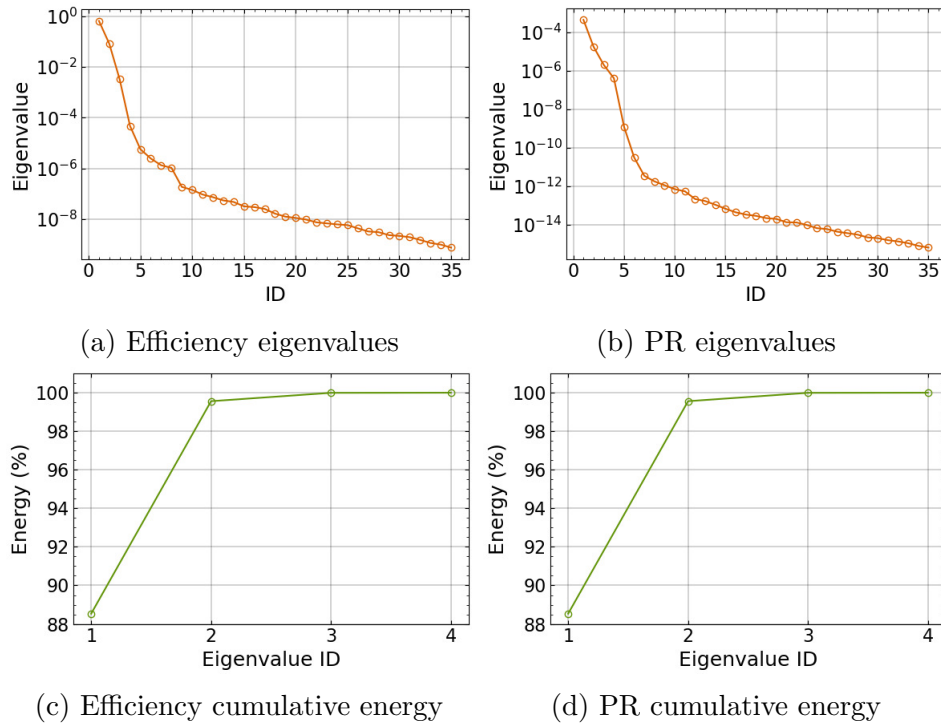 10⁰
10⁻²
10⁻⁴
10⁻⁶
10⁻⁸
Eigenvalue
0 5 10 15 20 25 30 35
ID
(a) Efficiency eigenvalues
10⁻⁴
10⁻⁶
10⁻⁸
10⁻¹⁰
10⁻¹²
10⁻¹⁴
Eigenvalue
0 5 10 15 20 25 30 35
ID
(b) PR eigenvalues
100
98
96
94
92
90
88
Energy (%)
1 2 3 4
Eigenvalue ID
(c) Efficiency cumulative energy
100
98
96
94
92
90
88
Energy (%)
1 2 3 4
Eigenvalue ID
(d) PR cumulative energy